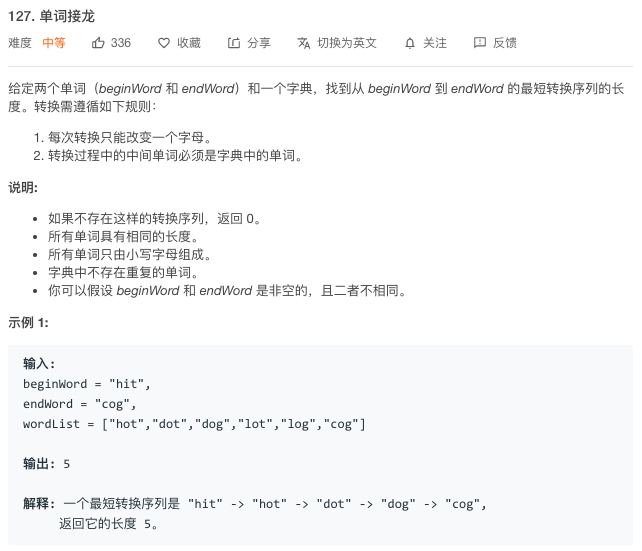 127. 单词接龙
难度 中等 336 收藏 分享 切换为英文 关注 反馈
给定两个单词（beginWord 和 endWord）和一个字典，找到从 beginWord 到 endWord 的最短转换序列的长
度。转换需遵循如下规则：
1. 每次转换只能改变一个字母。
2. 转换过程中的中间单词必须是字典中的单词。
说明:
• 如果不存在这样的转换序列，返回 0。
• 所有单词具有相同的长度。
• 所有单词只由小写字母组成。
• 字典中不存在重复的单词。
• 你可以假设 beginWord 和 endWord 是非空的，且二者不相同。
示例 1:
输入:
beginWord = "hit",
endWord = "cog",
wordList = ["hot","dot","dog","lot","log","cog"]
输出: 5
解释: 一个最短转换序列是 "hit" -> "hot" -> "dot" -> "dog" -> "cog",
返回它的长度 5。